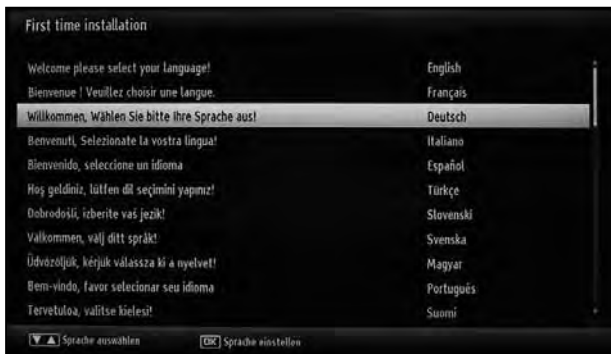 First time installation
Welcome please select your language! English
Bienvenue ! Veuillez choisir une langue. Français
Willkommen, Wählen Sie bitte Ihre Sprache aus! Deutsch
Benvenuti, Selezionate la vostra lingua! Italiano
Bienvenido, seleccione un idioma Español
Hoş geldiniz, lütfen dil seçimini yapınız! Türkçe
Dobrodošli, izberite vaš jezik! Slovenski
Valkommen, välj ditt språk! Svenska
Üdvözöljük, kérjük válassza ki a nyelvet! Magyar
Bem-vindo, favor selecionar seu idioma Português
Tervetuloa, valitse kielesi! Suomi
▼ ▲ Sprache auswählen OK Sprache einstellen